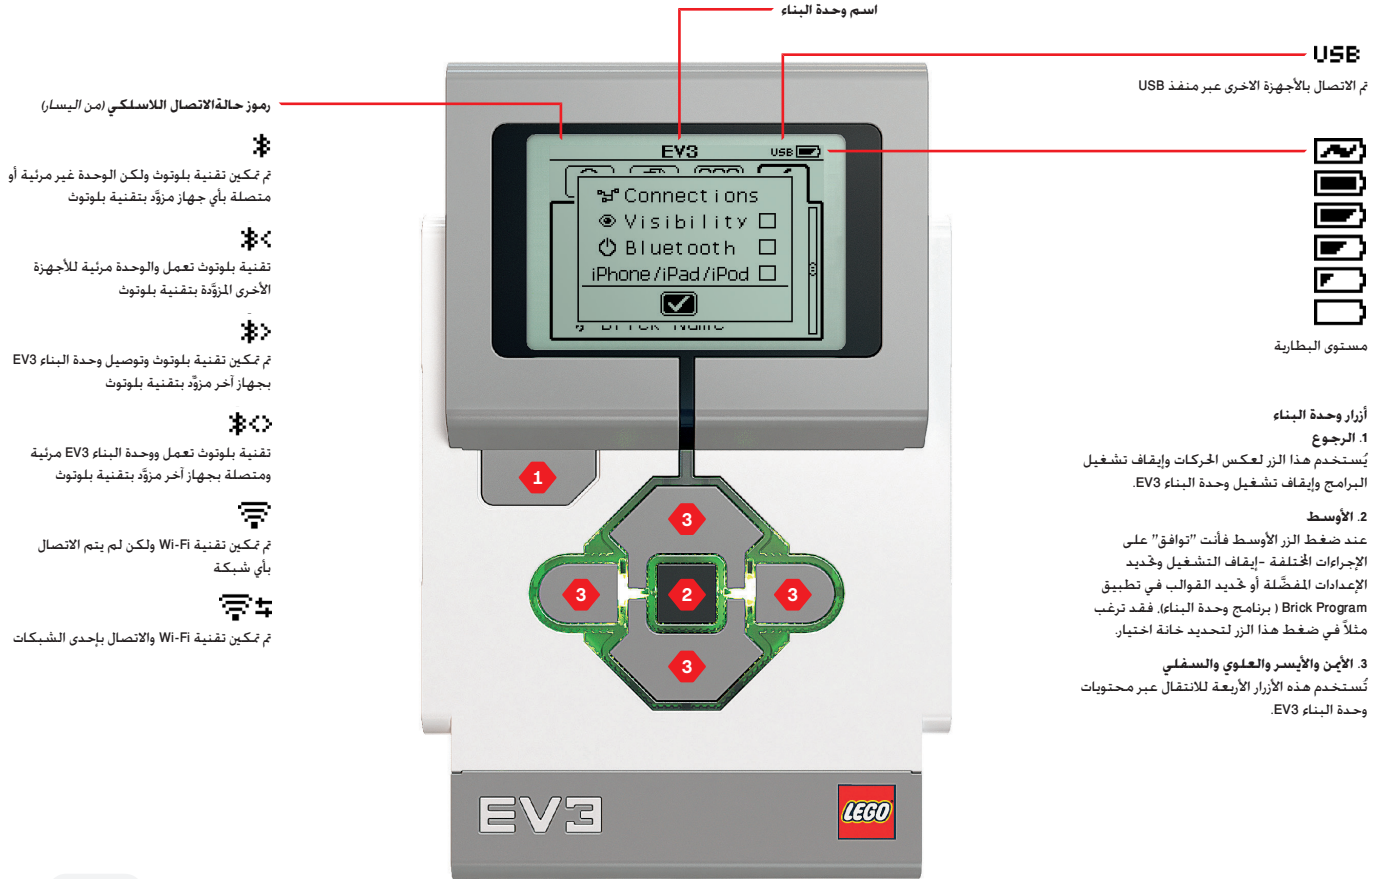 اسم وحدة البناء
USB
تم الاتصال بالأجهزة الاخرى عبر منفذ USB
مستوى البطارية
أزرار وحدة البناء
1. الرجوع
يُستخدم هذا الزر لعكس الحركات وإيقاف تشغيل
البرامج وإيقاف تشغيل وحدة البناء EV3.
2. الأوسط
عند ضغط الزر الأوسط فأنت "توافق" على
الإجراءات المختلفة -إيقاف التشغيل وتحديد
الإعدادات المفضَّلة أو تحديد القوالب في تطبيق
Brick Program ( برنامج وحدة البناء). فقد ترغب
مثلاً في ضغط هذا الزر لتحديد خانة اختيار.
3. الأيمن والأيسر والعلوي والسفلي
تُستخدم هذه الأزرار الأربعة للانتقال عبر محتويات
وحدة البناء EV3.
رموز حالةالاتصال اللاسلكي (من اليسار)
تم تمكين تقنية بلوتوث ولكن الوحدة غير مرئية أو
متصلة بأي جهاز مزوَّد بتقنية بلوتوث
تقنية بلوتوث تعمل والوحدة مرئية للأجهزة
الأخرى المزوَّدة بتقنية بلوتوث
تم تمكين تقنية بلوتوث وتوصيل وحدة البناء EV3
بجهاز آخر مزوَّد بتقنية بلوتوث
تقنية بلوتوث تعمل ووحدة البناء EV3 مرئية
ومتصلة بجهاز آخر مزوَّد بتقنية بلوتوث
تم تمكين تقنية Wi-Fi ولكن لم يتم الاتصال
بأي شبكة
تم تمكين تقنية Wi-Fi والاتصال بإحدى الشبكات
EV3 USB
Connections
Visibility
Bluetooth
iPhone/iPad/iPod
Brick Name
1
3
3
2
3
3
EV3
LEGO